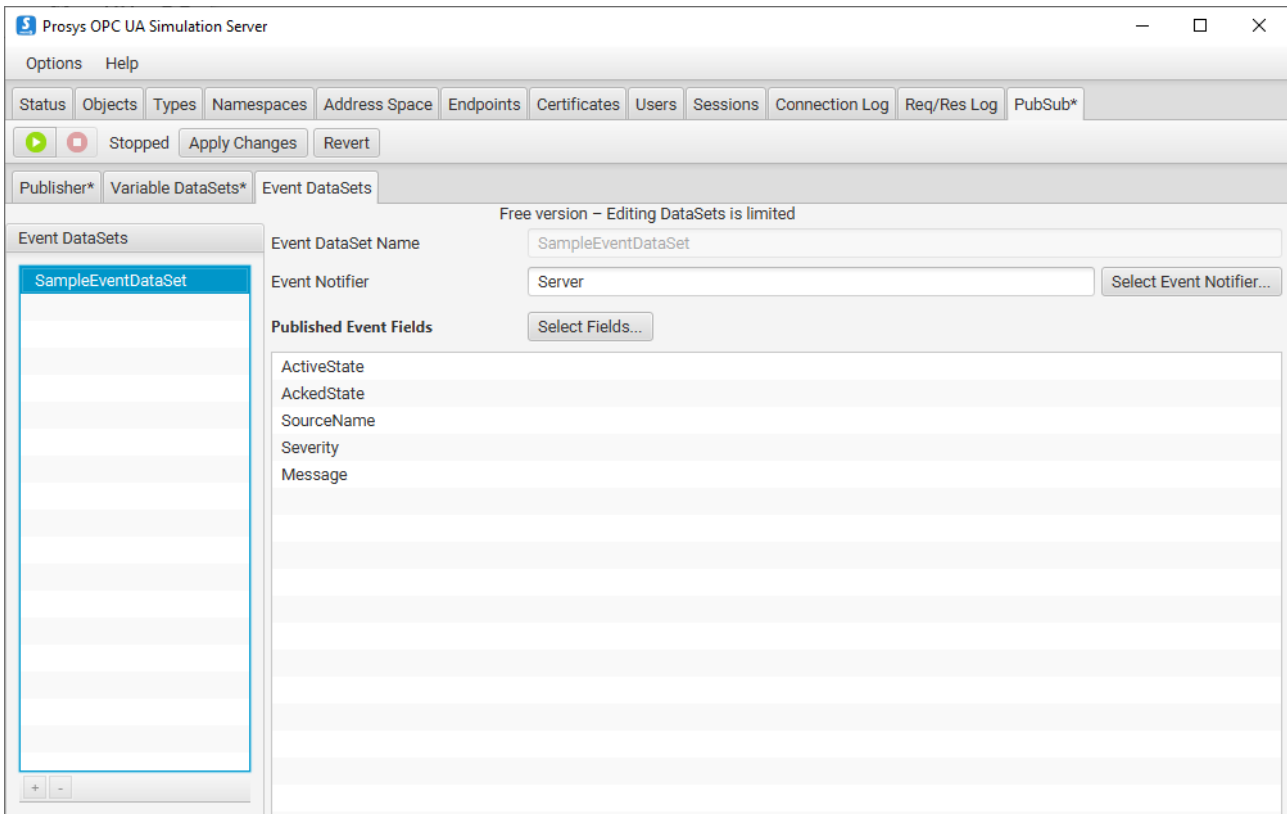 Prosys OPC UA Simulation Server
Options Help
Status Objects Types Namespaces Address Space Endpoints Certificates Users Sessions Connection Log Req/Res Log PubSub*
Stopped Apply Changes Revert
Publisher* Variable DataSets* Event DataSets
Free version – Editing DataSets is limited
Event DataSets
SampleEventDataSet
+ -
Event DataSet Name SampleEventDataSet
Event Notifier Server Select Event Notifier...
Published Event Fields Select Fields...
ActiveState
AckedState
SourceName
Severity
Message